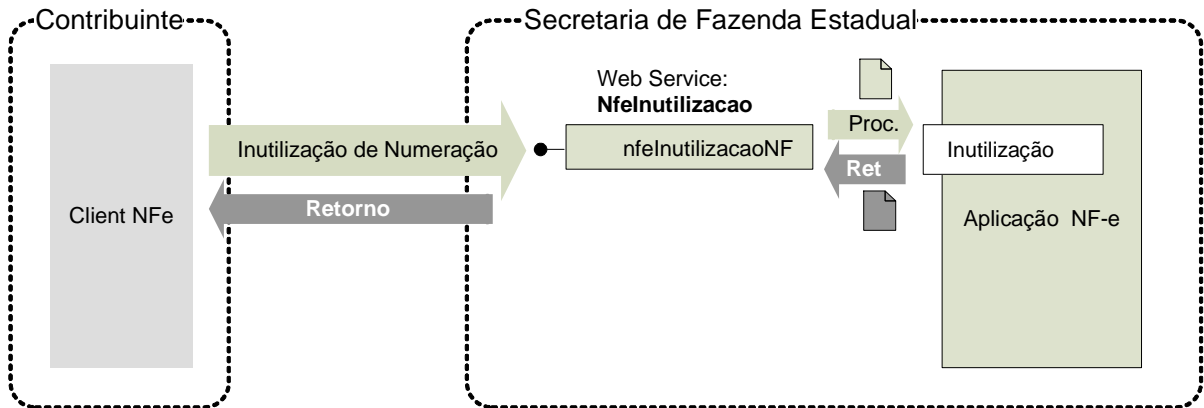 Contribuinte
Secretaria de Fazenda Estadual
Web Service:
NfeInutilizacao
Inutilização de Numeração
nfeInutilizacaoNF
Proc.
Inutilização
Ret
Retorno
Client NFe
Aplicação NF-e